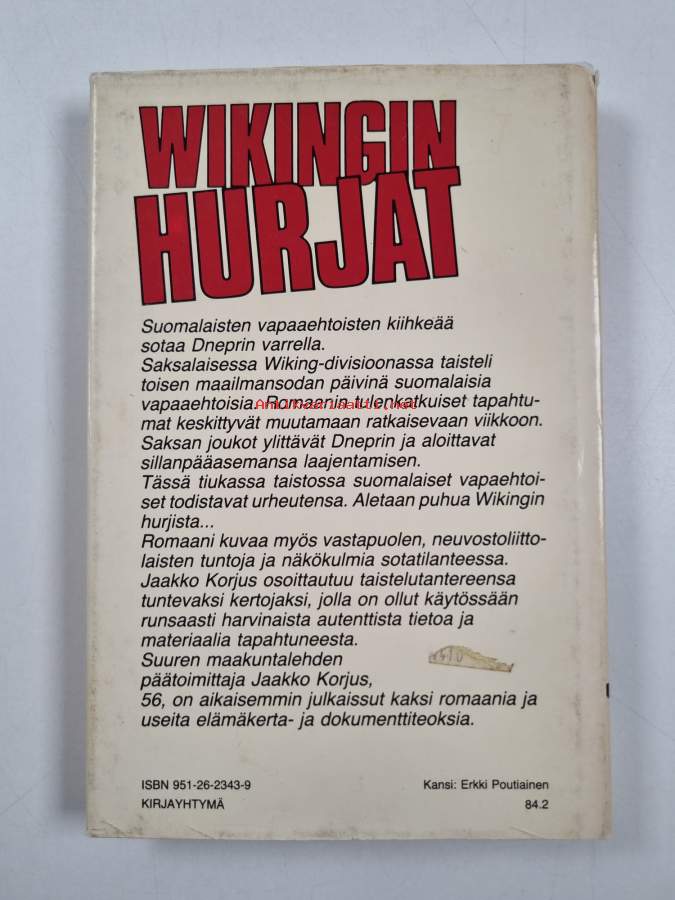 WIKINGIN
HURJAT
Suomalaisten vapaaehtoisten kiihkeää
sotaa Dneprin varrella.
Saksalaisessa Wiking-divisioonassa taisteli
toisen maailmansodan päivinä suomalaisia
vapaaehtoisia. Romaanin tulenkatkuiset tapahtu-
Antikvariaatti.net
mat keskittyvät muutamaan ratkaisevaan viikkoon.
Saksan joukot ylittävät Dneprin ja aloittavat
sillanpääasemansa laajentamisen.
Tässä tiukassa taistossa suomalaiset vapaehtoi-
set todistavat urheutensa. Aletaan puhua Wikingin
hurjista...
Romaani kuvaa myös vastapuolen, neuvostoliitto-
laisten tuntoja ja näkökulmia sotatilanteessa.
Jaakko Korjus osoittautuu taistelutantereensa
tuntevaksi kertojaksi, jolla on ollut käytössään
runsaasti harvinaista autenttista tietoa ja
materiaalia tapahtuneesta.
Suuren maakuntalehden
päätoimittaja Jaakko Korjus,
56, on aikaisemmin julkaissut kaksi romaania ja
useita elämäkerta- ja dokumenttiteoksia.
ISBN 951-26-2343-9
Kansi: Erkki Poutiainen
KIRJAYHTYMÄ
84.2